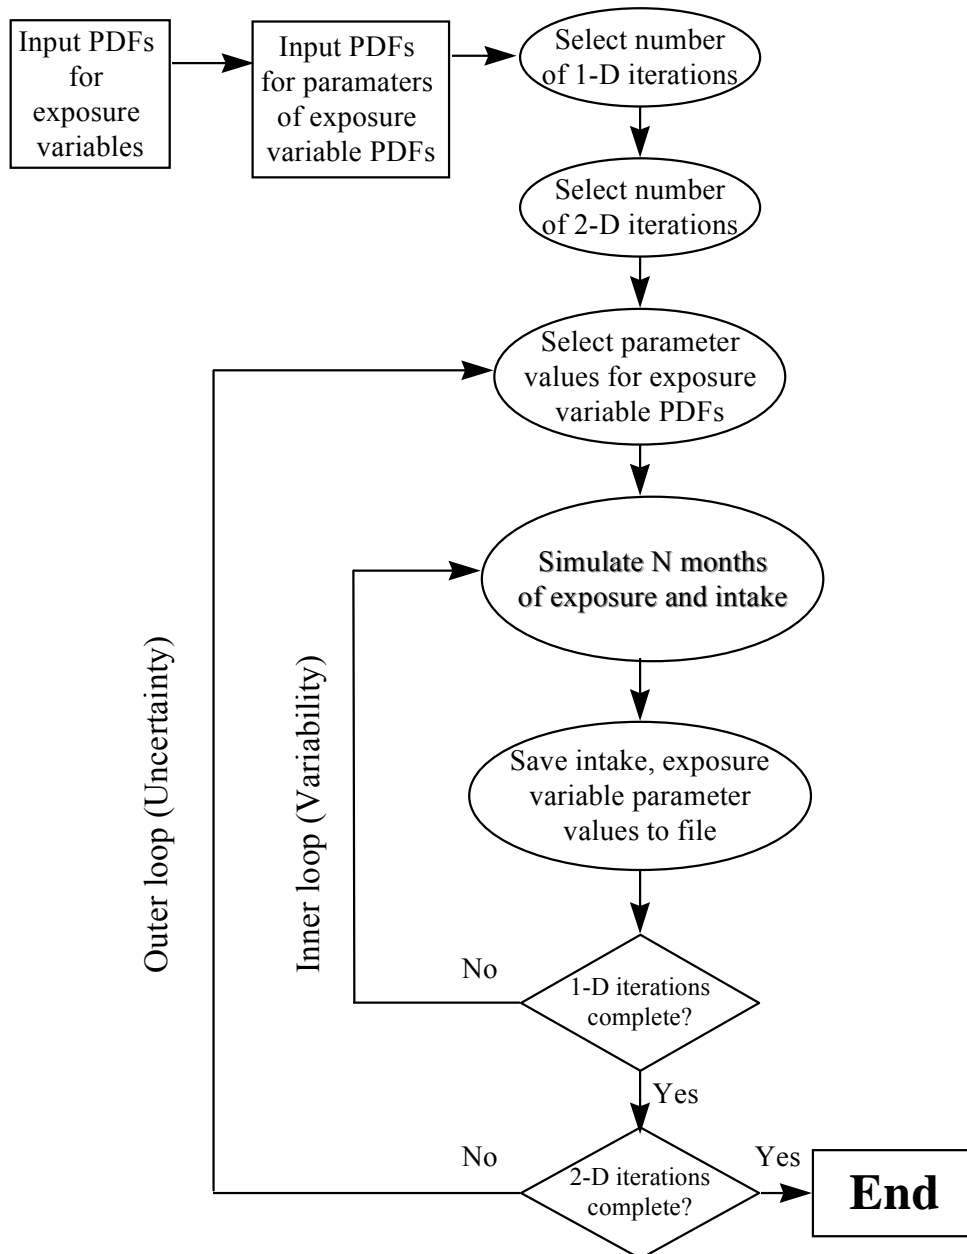 Input PDFs
for
exposure
variables
Input PDFs
for paramaters
of exposure
variable PDFs
Select number
of 1-D iterations
Select number
of 2-D iterations
Select parameter
values for exposure
variable PDFs
Simulate N months
of exposure and intake
Save intake, exposure
variable parameter
values to file
Outer loop (Uncertainty)
Inner loop (Variability)
No
1-D iterations
complete?
Yes
No
2-D iterations
complete?
Yes
End